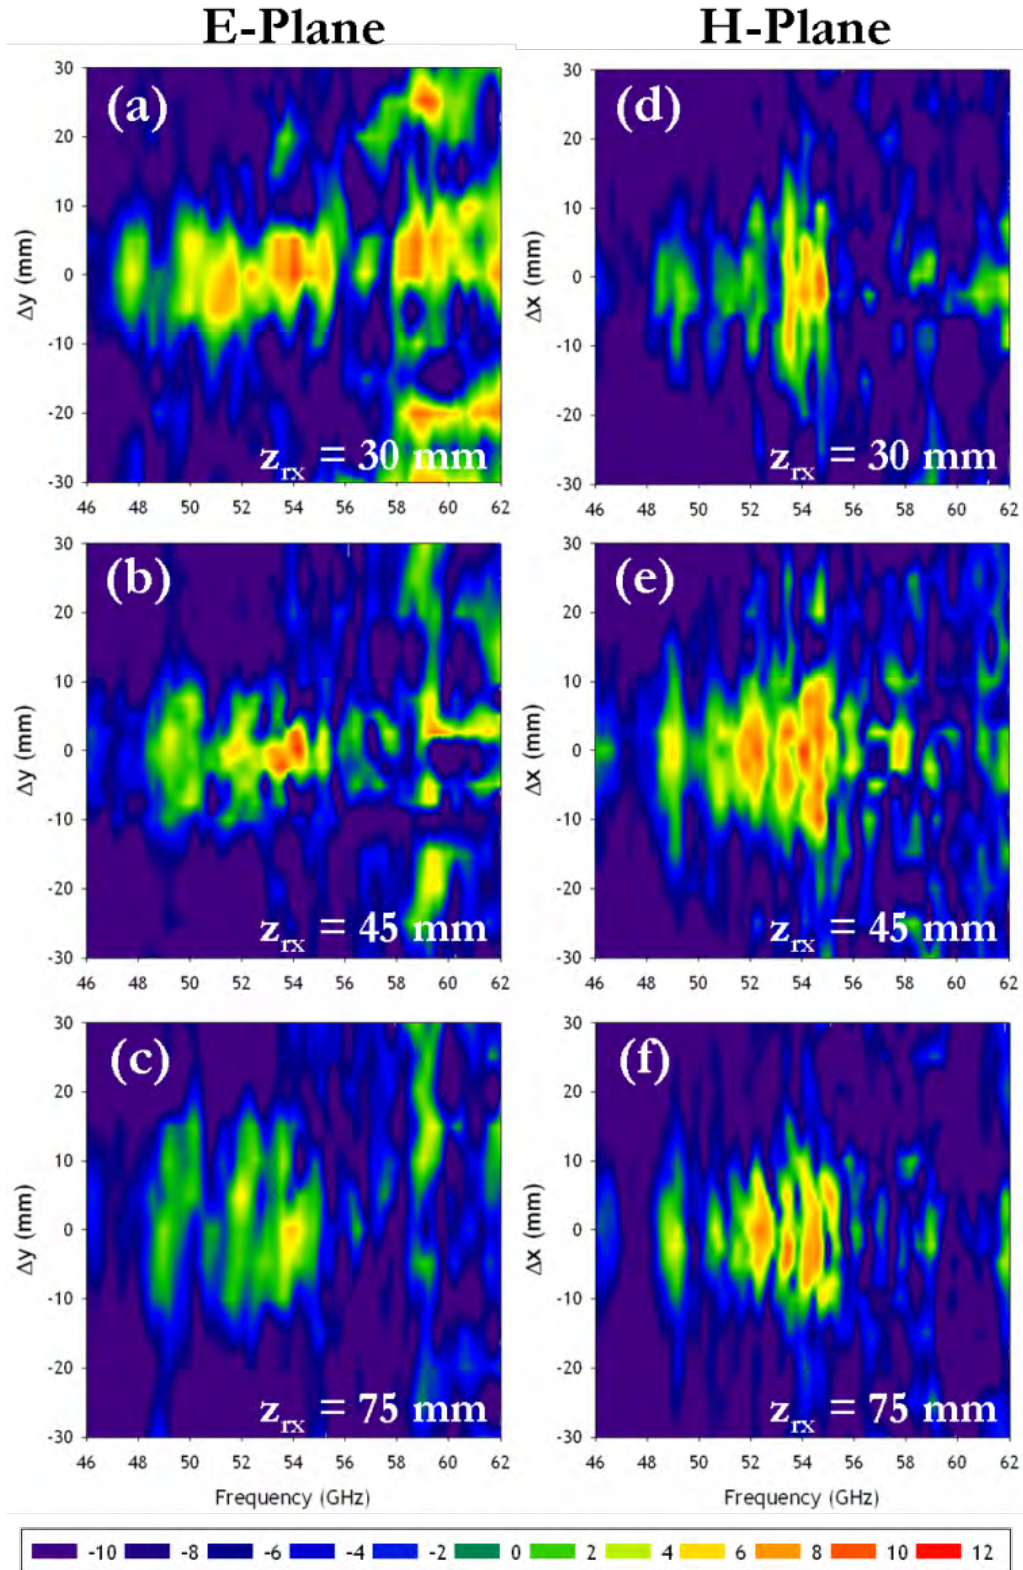 E-Plane H-Plane
(a) (d)
30 30
20 20
10 10
0 0
-10 -10
-20 -20
-30 -30
Δy (mm) Δx (mm)
z_rx = 30 mm z_rx = 30 mm
46 48 50 52 54 56 58 60 62 46 48 50 52 54 56 58 60 62
(b) (e)
30 30
20 20
10 10
0 0
-10 -10
-20 -20
-30 -30
Δy (mm) Δx (mm)
z_rx = 45 mm z_rx = 45 mm
46 48 50 52 54 56 58 60 62 46 48 50 52 54 56 58 60 62
(c) (f)
30 30
20 20
10 10
0 0
-10 -10
-20 -20
-30 -30
Δy (mm) Δx (mm)
z_rx = 75 mm z_rx = 75 mm
46 48 50 52 54 56 58 60 62 46 48 50 52 54 56 58 60 62
Frequency (GHz) Frequency (GHz)
-10 -8 -6 -4 -2 0 2 4 6 8 10 12